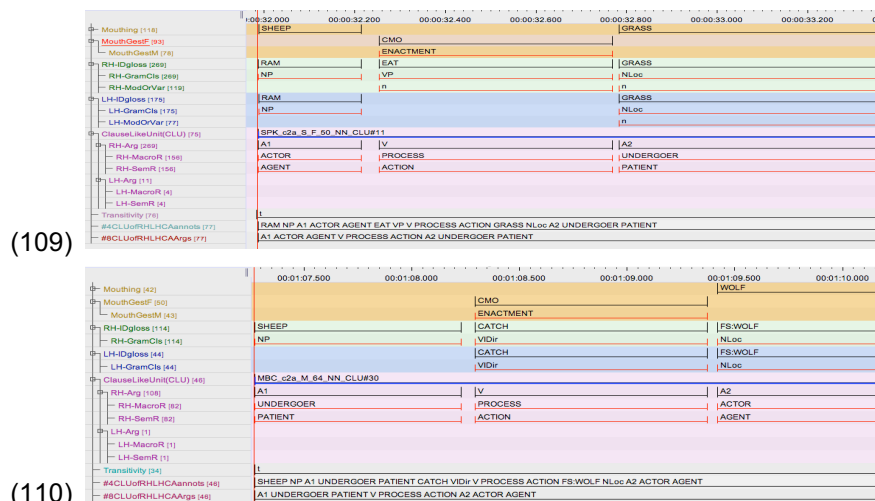 00:00:32.000 00:00:32.200 00:00:32.400 00:00:32.600 00:00:32.800 00:00:33.000 00:00:33.200
Mouthing [118] SHEEP GRASS
MouthGestF [93] CMO
MouthGestM [78] ENACTMENT
RH-IDgloss [269] RAM EAT GRASS
RH-GramCls [269] NP VP NLoc
RH-ModOrVar [119] n n
LH-IDgloss [175] RAM GRASS
LH-GramCls [175] NP NLoc
LH-ModOrVar [77] n
ClauseLikeUnit(CLU) [75] SPK_c2a_S_F_50_NN_CLU#11
RH-Arg [269] A1 V A2
RH-MacroR [156] ACTOR PROCESS UNDERGOER
RH-SemR [156] AGENT ACTION PATIENT
LH-Arg [11]
LH-MacroR [4]
LH-SemR [4]
Transitivity [76] t
#4CLUofRHLHCAannots [77] RAM NP A1 ACTOR AGENT EAT VP V PROCESS ACTION GRASS NLoc A2 UNDERGOER PATIENT
#8CLUofRHLHCAArgs [77] A1 ACTOR AGENT V PROCESS ACTION A2 UNDERGOER PATIENT
(109)
00:01:07.500 00:01:08.000 00:01:08.500 00:01:09.000 00:01:09.500 00:01:10.000
Mouthing [42] WOLF
MouthGestF [50] CMO
MouthGestM [43] ENACTMENT
RH-IDgloss [114] SHEEP CATCH FS:WOLF
RH-GramCls [114] NP VIDir NLoc
LH-IDgloss [44] CATCH FS:WOLF
LH-GramCls [44] VIDir NLoc
ClauseLikeUnit(CLU) [46] MBC_c2a_M_64_NN_CLU#30
RH-Arg [108] A1 V A2
RH-MacroR [82] UNDERGOER PROCESS ACTOR
RH-SemR [82] PATIENT ACTION AGENT
LH-Arg [1]
LH-MacroR [1]
LH-SemR [1]
Transitivity [34] t
#4CLUofRHLHCAannots [46] SHEEP NP A1 UNDERGOER PATIENT CATCH VIDir V PROCESS ACTION FS:WOLF NLoc A2 ACTOR AGENT
#8CLUofRHLHCAArgs [46] A1 UNDERGOER PATIENT V PROCESS ACTION A2 ACTOR AGENT
(110)